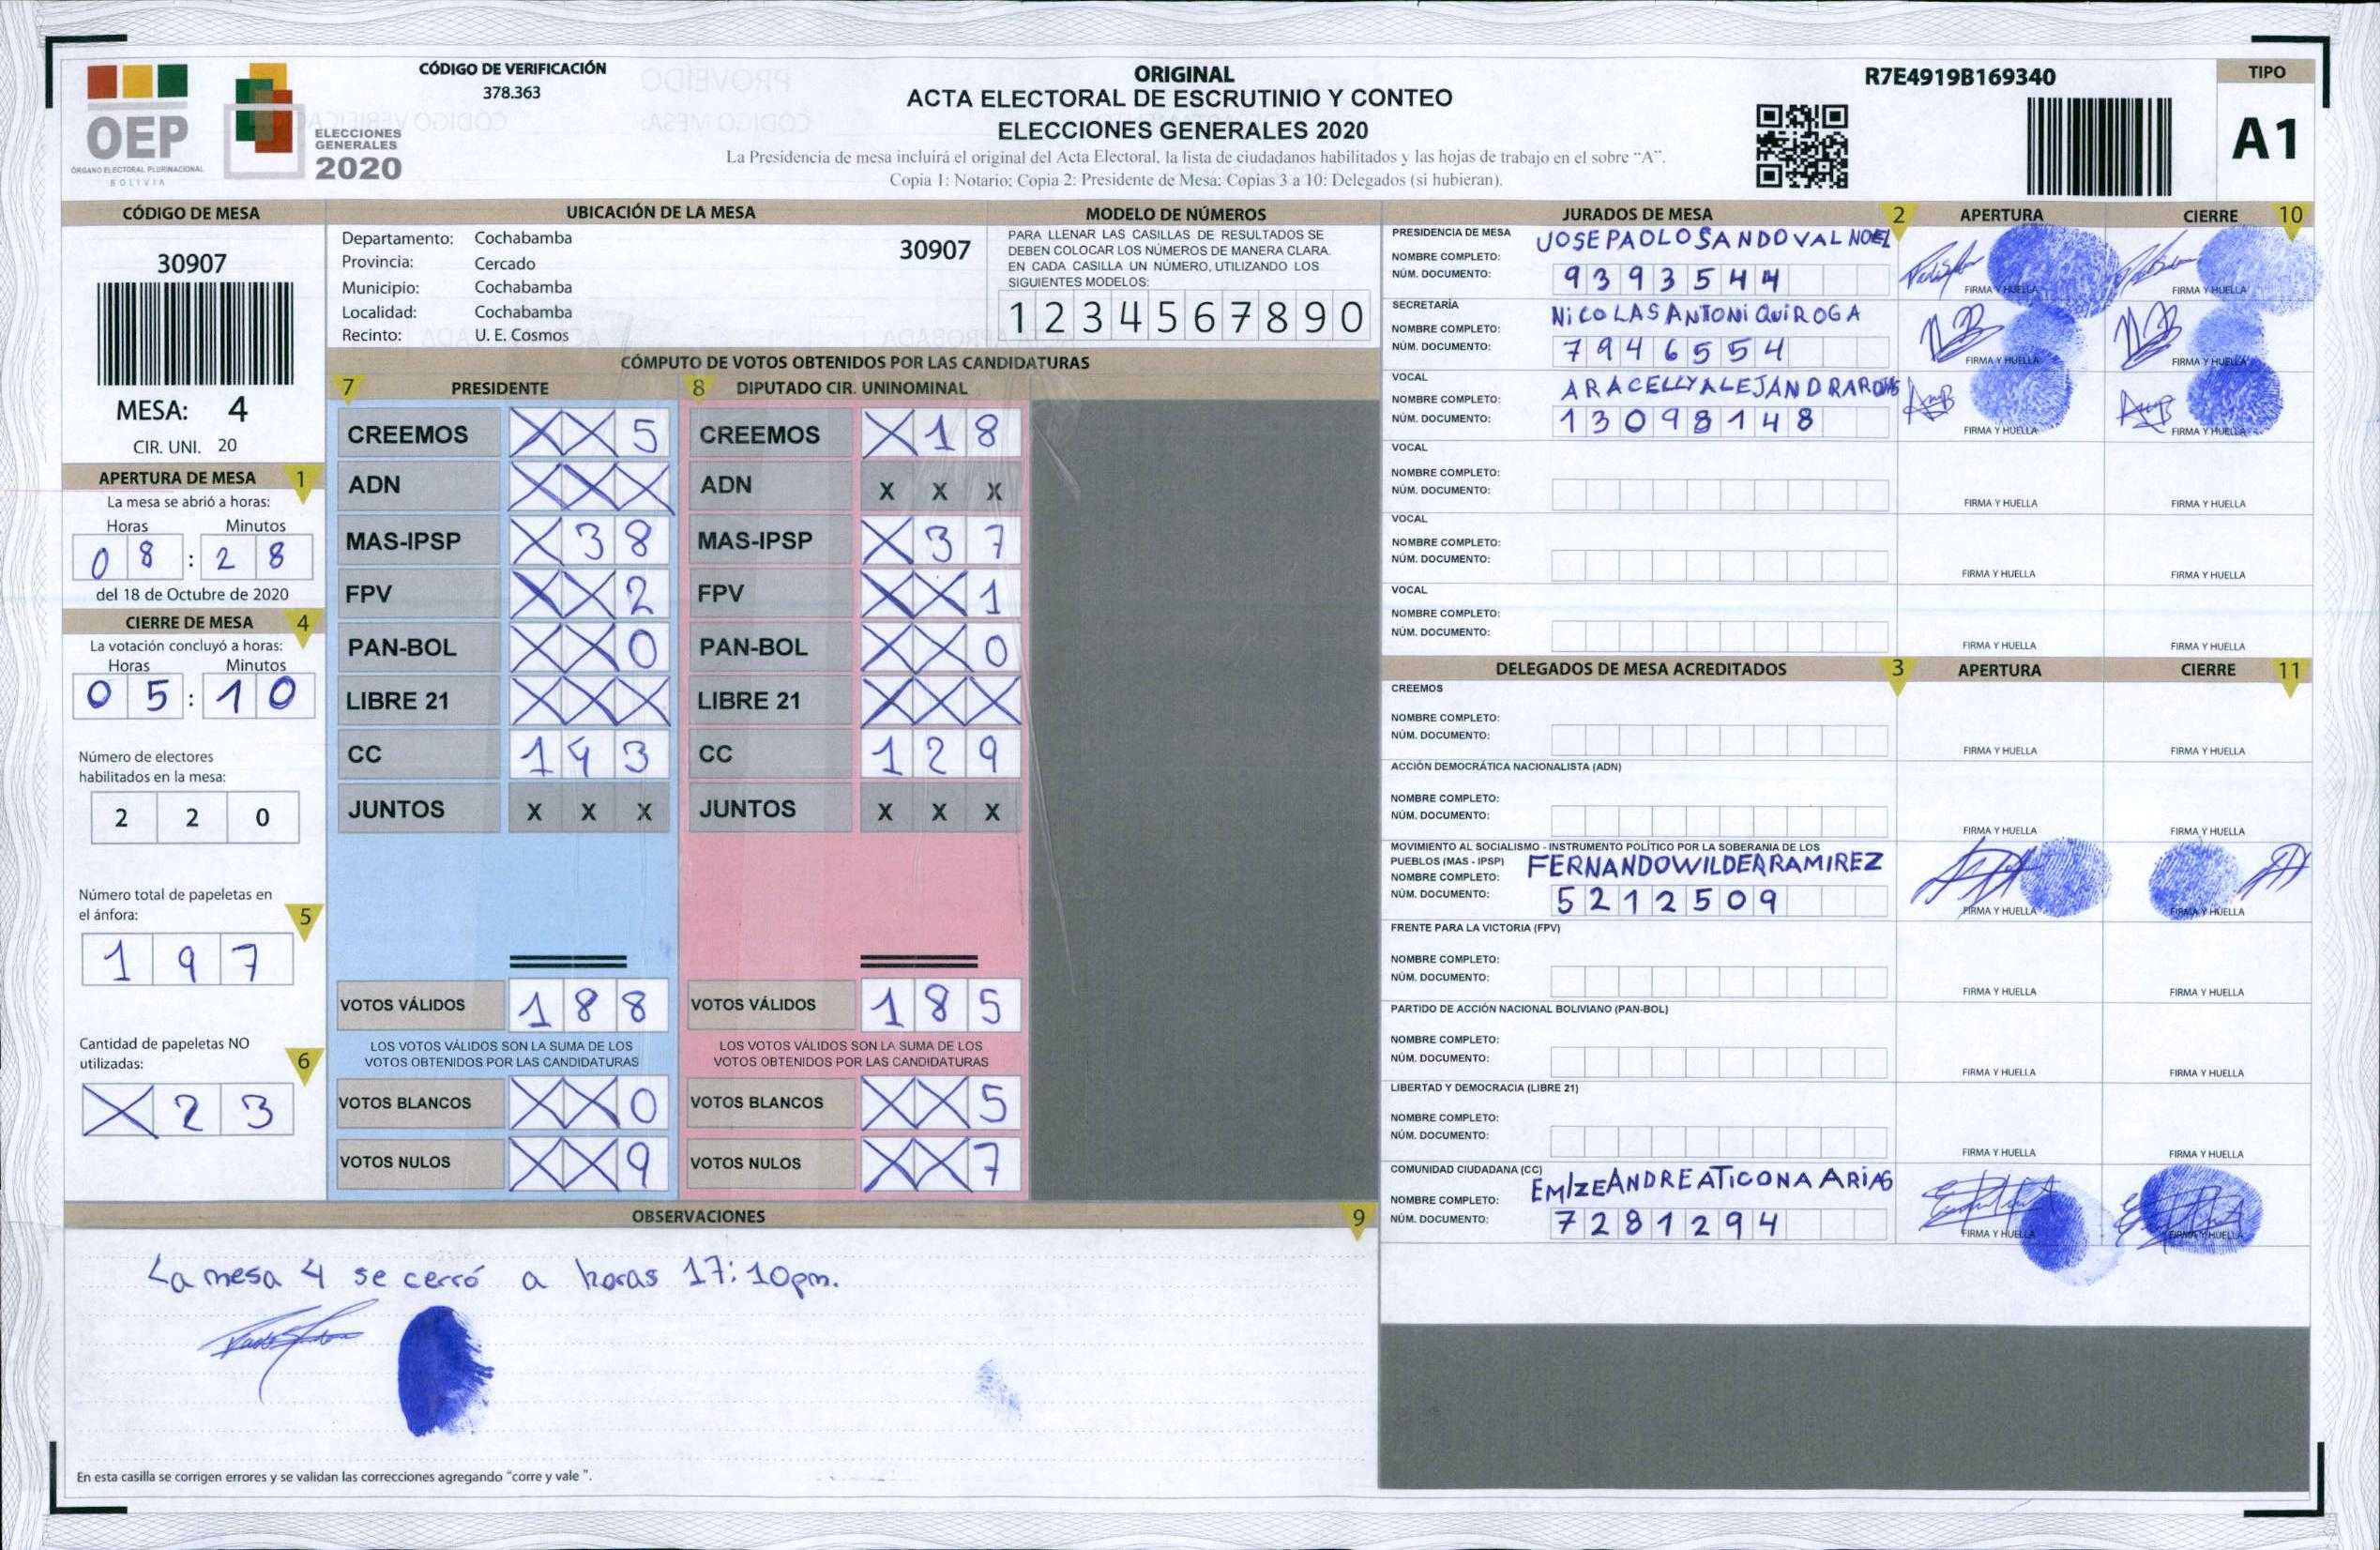 OEP
ÓRGANO ELECTORAL PLURINACIONAL
BOLIVIA
ELECCIONES
GENERALES
2020
CÓDIGO DE VERIFICACIÓN
378.363
ORIGINAL
ACTA ELECTORAL DE ESCRUTINIO Y CONTEO
ELECCIONES GENERALES 2020
La Presidencia de mesa incluirá el original del Acta Electoral, la lista de ciudadanos habilitados y las hojas de trabajo en el sobre "A".
Copia 1: Notario; Copia 2: Presidente de Mesa; Copias 3 a 10: Delegados (si hubieran).
R7E4919B169340
TIPO
A1
CÓDIGO DE MESA
30907
MESA: 4
CIR. UNI. 20
APERTURA DE MESA 1
La mesa se abrió a horas:
Horas Minutos
08 : 28
del 18 de Octubre de 2020
CIERRE DE MESA 4
La votación concluyó a horas:
Horas Minutos
05 : 10
Número de electores
habilitados en la mesa:
2 2 0
Número total de papeletas en
el ánfora: 5
1 9 7
Cantidad de papeletas NO
utilizadas: 6
X 2 3
UBICACIÓN DE LA MESA
Departamento: Cochabamba 30907
Provincia: Cercado
Municipio: Cochabamba
Localidad: Cochabamba
Recinto: U. E. Cosmos
MODELO DE NÚMEROS
PARA LLENAR LAS CASILLAS DE RESULTADOS SE
DEBEN COLOCAR LOS NÚMEROS DE MANERA CLARA.
EN CADA CASILLA UN NÚMERO, UTILIZANDO LOS
SIGUIENTES MODELOS:
1 2 3 4 5 6 7 8 9 0
CÓMPUTO DE VOTOS OBTENIDOS POR LAS CANDIDATURAS
7 PRESIDENTE
CREEMOS X X 5
ADN X X X
MAS-IPSP X 3 8
FPV X X 2
PAN-BOL X X 0
LIBRE 21 X X X
CC 1 4 3
JUNTOS X X X
VOTOS VÁLIDOS 1 8 8
LOS VOTOS VÁLIDOS SON LA SUMA DE LOS
VOTOS OBTENIDOS POR LAS CANDIDATURAS
VOTOS BLANCOS X X 0
VOTOS NULOS X X 9
8 DIPUTADO CIR. UNINOMINAL
CREEMOS X 1 8
ADN X X X
MAS-IPSP X 3 7
FPV X X 1
PAN-BOL X X 0
LIBRE 21 X X X
CC 1 2 9
JUNTOS X X X
VOTOS VÁLIDOS 1 8 5
LOS VOTOS VÁLIDOS SON LA SUMA DE LOS
VOTOS OBTENIDOS POR LAS CANDIDATURAS
VOTOS BLANCOS X X 5
VOTOS NULOS X X 7
OBSERVACIONES 9
La mesa 4 se cerró a horas 17:10pm.
En esta casilla se corrigen errores y se validan las correcciones agregando "corre y vale ".
JURADOS DE MESA 2 APERTURA CIERRE 10
PRESIDENCIA DE MESA
NOMBRE COMPLETO: JOSE PAOLO SANDOVAL NOEL
NÚM. DOCUMENTO: 9393544
FIRMA Y HUELLA FIRMA Y HUELLA
SECRETARÍA
NOMBRE COMPLETO: NiCOLAS ANTONi QUiROGA
NÚM. DOCUMENTO: 7946554
FIRMA Y HUELLA FIRMA Y HUELLA
VOCAL
NOMBRE COMPLETO: ARACELLY ALEJANDRA
NÚM. DOCUMENTO: 13098148
FIRMA Y HUELLA FIRMA Y HUELLA
VOCAL
NOMBRE COMPLETO:
NÚM. DOCUMENTO:
FIRMA Y HUELLA FIRMA Y HUELLA
VOCAL
NOMBRE COMPLETO:
NÚM. DOCUMENTO:
FIRMA Y HUELLA FIRMA Y HUELLA
VOCAL
NOMBRE COMPLETO:
NÚM. DOCUMENTO:
FIRMA Y HUELLA FIRMA Y HUELLA
DELEGADOS DE MESA ACREDITADOS 3 APERTURA CIERRE 11
CREEMOS
NOMBRE COMPLETO:
NÚM. DOCUMENTO:
FIRMA Y HUELLA FIRMA Y HUELLA
ACCIÓN DEMOCRÁTICA NACIONALISTA (ADN)
NOMBRE COMPLETO:
NÚM. DOCUMENTO:
FIRMA Y HUELLA FIRMA Y HUELLA
MOVIMIENTO AL SOCIALISMO - INSTRUMENTO POLÍTICO POR LA SOBERANIA DE LOS
PUEBLOS (MAS - IPSP)
NOMBRE COMPLETO: FERNANDO WILDER RAMIREZ
NÚM. DOCUMENTO: 5212509
FIRMA Y HUELLA FIRMA Y HUELLA
FRENTE PARA LA VICTORIA (FPV)
NOMBRE COMPLETO:
NÚM. DOCUMENTO:
FIRMA Y HUELLA FIRMA Y HUELLA
PARTIDO DE ACCIÓN NACIONAL BOLIVIANO (PAN-BOL)
NOMBRE COMPLETO:
NÚM. DOCUMENTO:
FIRMA Y HUELLA FIRMA Y HUELLA
LIBERTAD Y DEMOCRACIA (LIBRE 21)
NOMBRE COMPLETO:
NÚM. DOCUMENTO:
FIRMA Y HUELLA FIRMA Y HUELLA
COMUNIDAD CIUDADANA (CC)
NOMBRE COMPLETO: ANDREA TICONA ARiAS
NÚM. DOCUMENTO: 7281294
FIRMA Y HUELLA FIRMA Y HUELLA